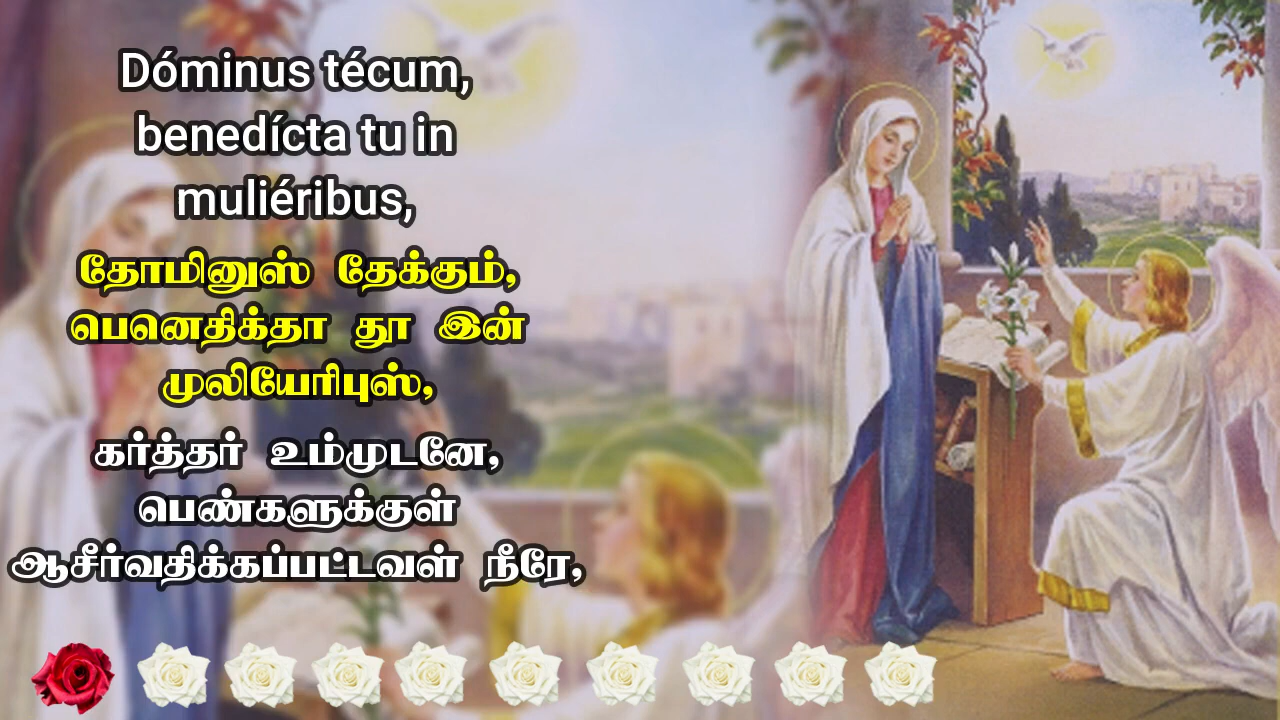 Dóminus técum,
benedícta tu in
muliéribus,
தோமினுஸ் தேக்கும்,
பெனெதிக்தா தூ இன்
முலியேரிபுஸ்,
கர்த்தர் உம்முடனே,
பெண்களுக்குள்
ஆசீர்வதிக்கப்பட்டவள் நீரே,